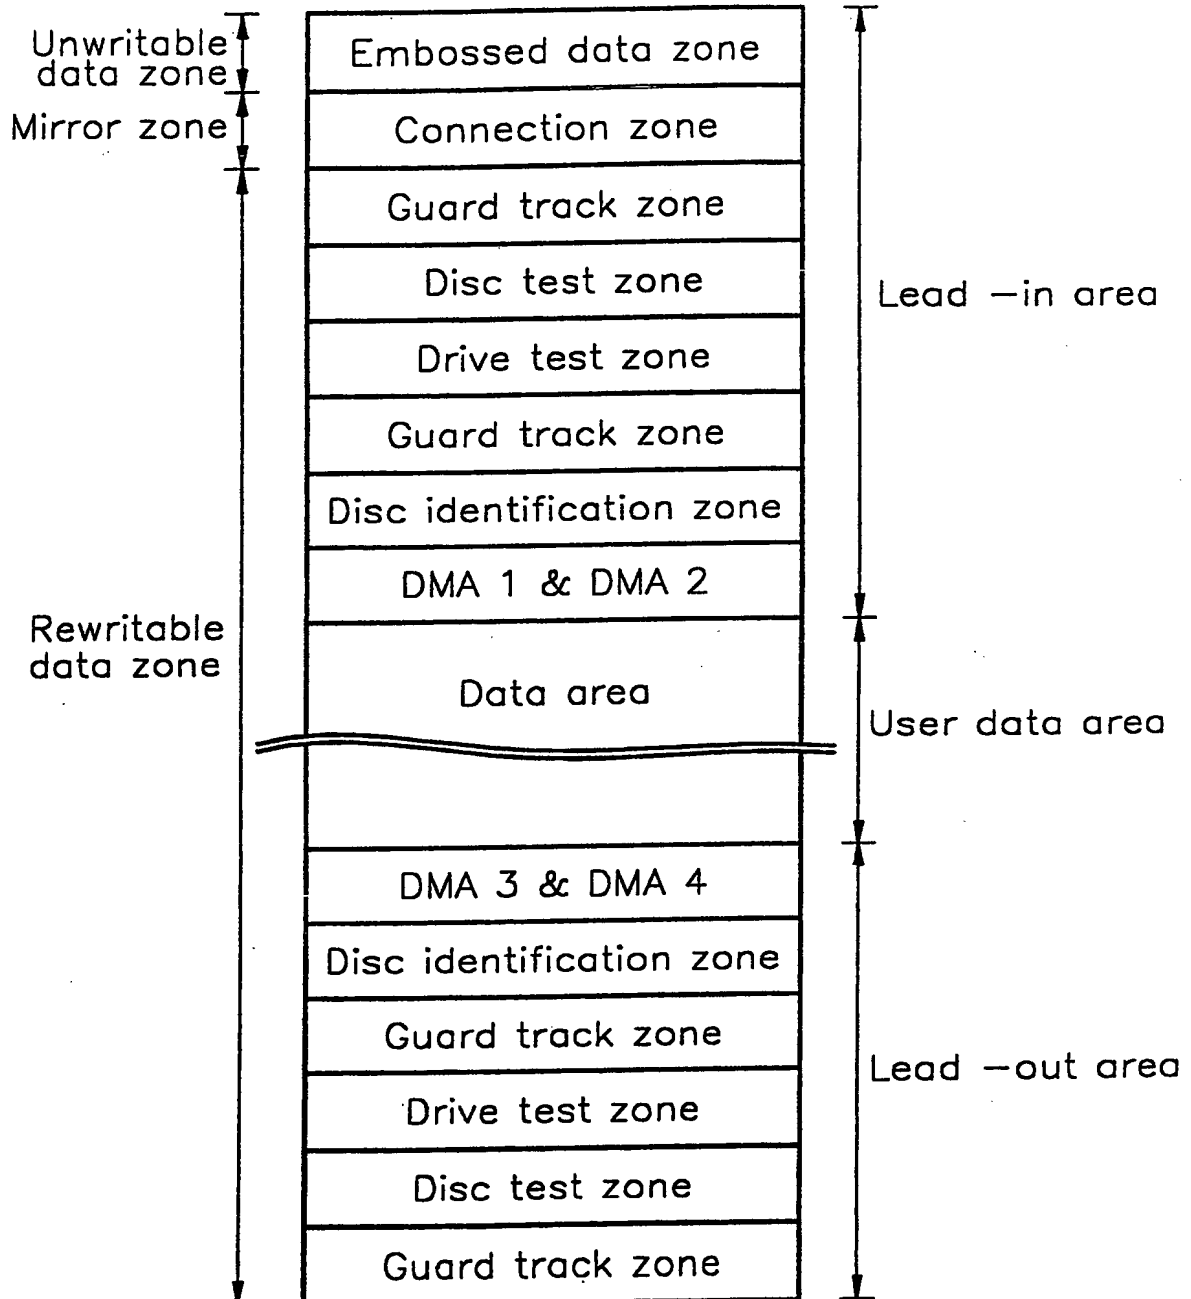 Unwritable
data zone
Mirror zone
Rewritable
data zone
Embossed data zone
Connection zone
Guard track zone
Disc test zone
Drive test zone
Guard track zone
Disc identification zone
DMA 1 & DMA 2
Data area
DMA 3 & DMA 4
Disc identification zone
Guard track zone
Drive test zone
Disc test zone
Guard track zone
Lead -in area
User data area
Lead -out area